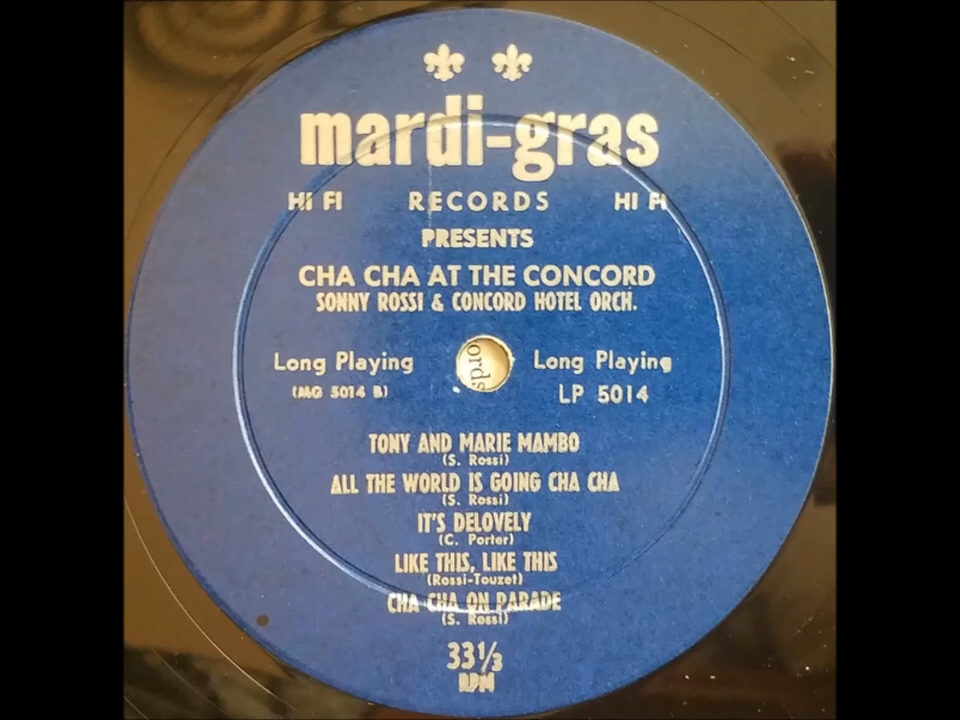 mardi-gras
HI FI RECORDS HI FI
PRESENTS
CHA CHA AT THE CONCORD
SONNY ROSSI & CONCORD HOTEL ORCH.
Long Playing Long Playing
ords
(MG 5014 B) LP 5014
TONY AND MARIE MAMBO
(S. Rossi)
ALL THE WORLD IS GOING CHA CHA
(S. Rossi)
IT'S DELOVELY
(C. Porter)
LIKE THIS, LIKE THIS
(Rossi-Touzet)
CHA CHA ON PARADE
(S. Rossi)
33⅓
RPM